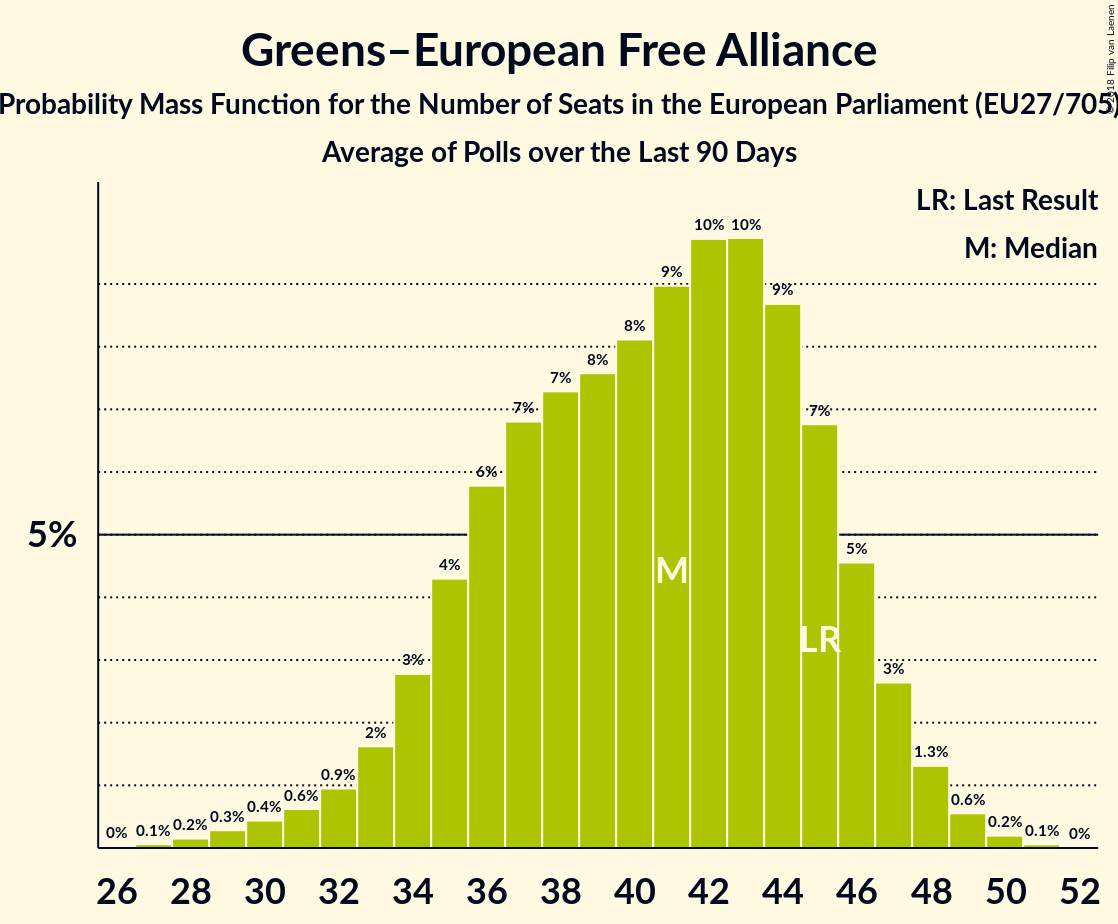 Greens–European Free Alliance
Probability Mass Function for the Number of Seats in the European Parliament (EU27/705)
Average of Polls over the Last 90 Days
© 2018 Filip van Laenen
LR: Last Result
M: Median
5%
0% 0.1% 0.2% 0.3% 0.4% 0.6% 0.9% 2% 3% 4% 6% 7% 7% 8% 8% 9% 10% 10% 9% 7% 5% 3% 1.3% 0.6% 0.2% 0.1% 0%
M
LR
26 28 30 32 34 36 38 40 42 44 46 48 50 52